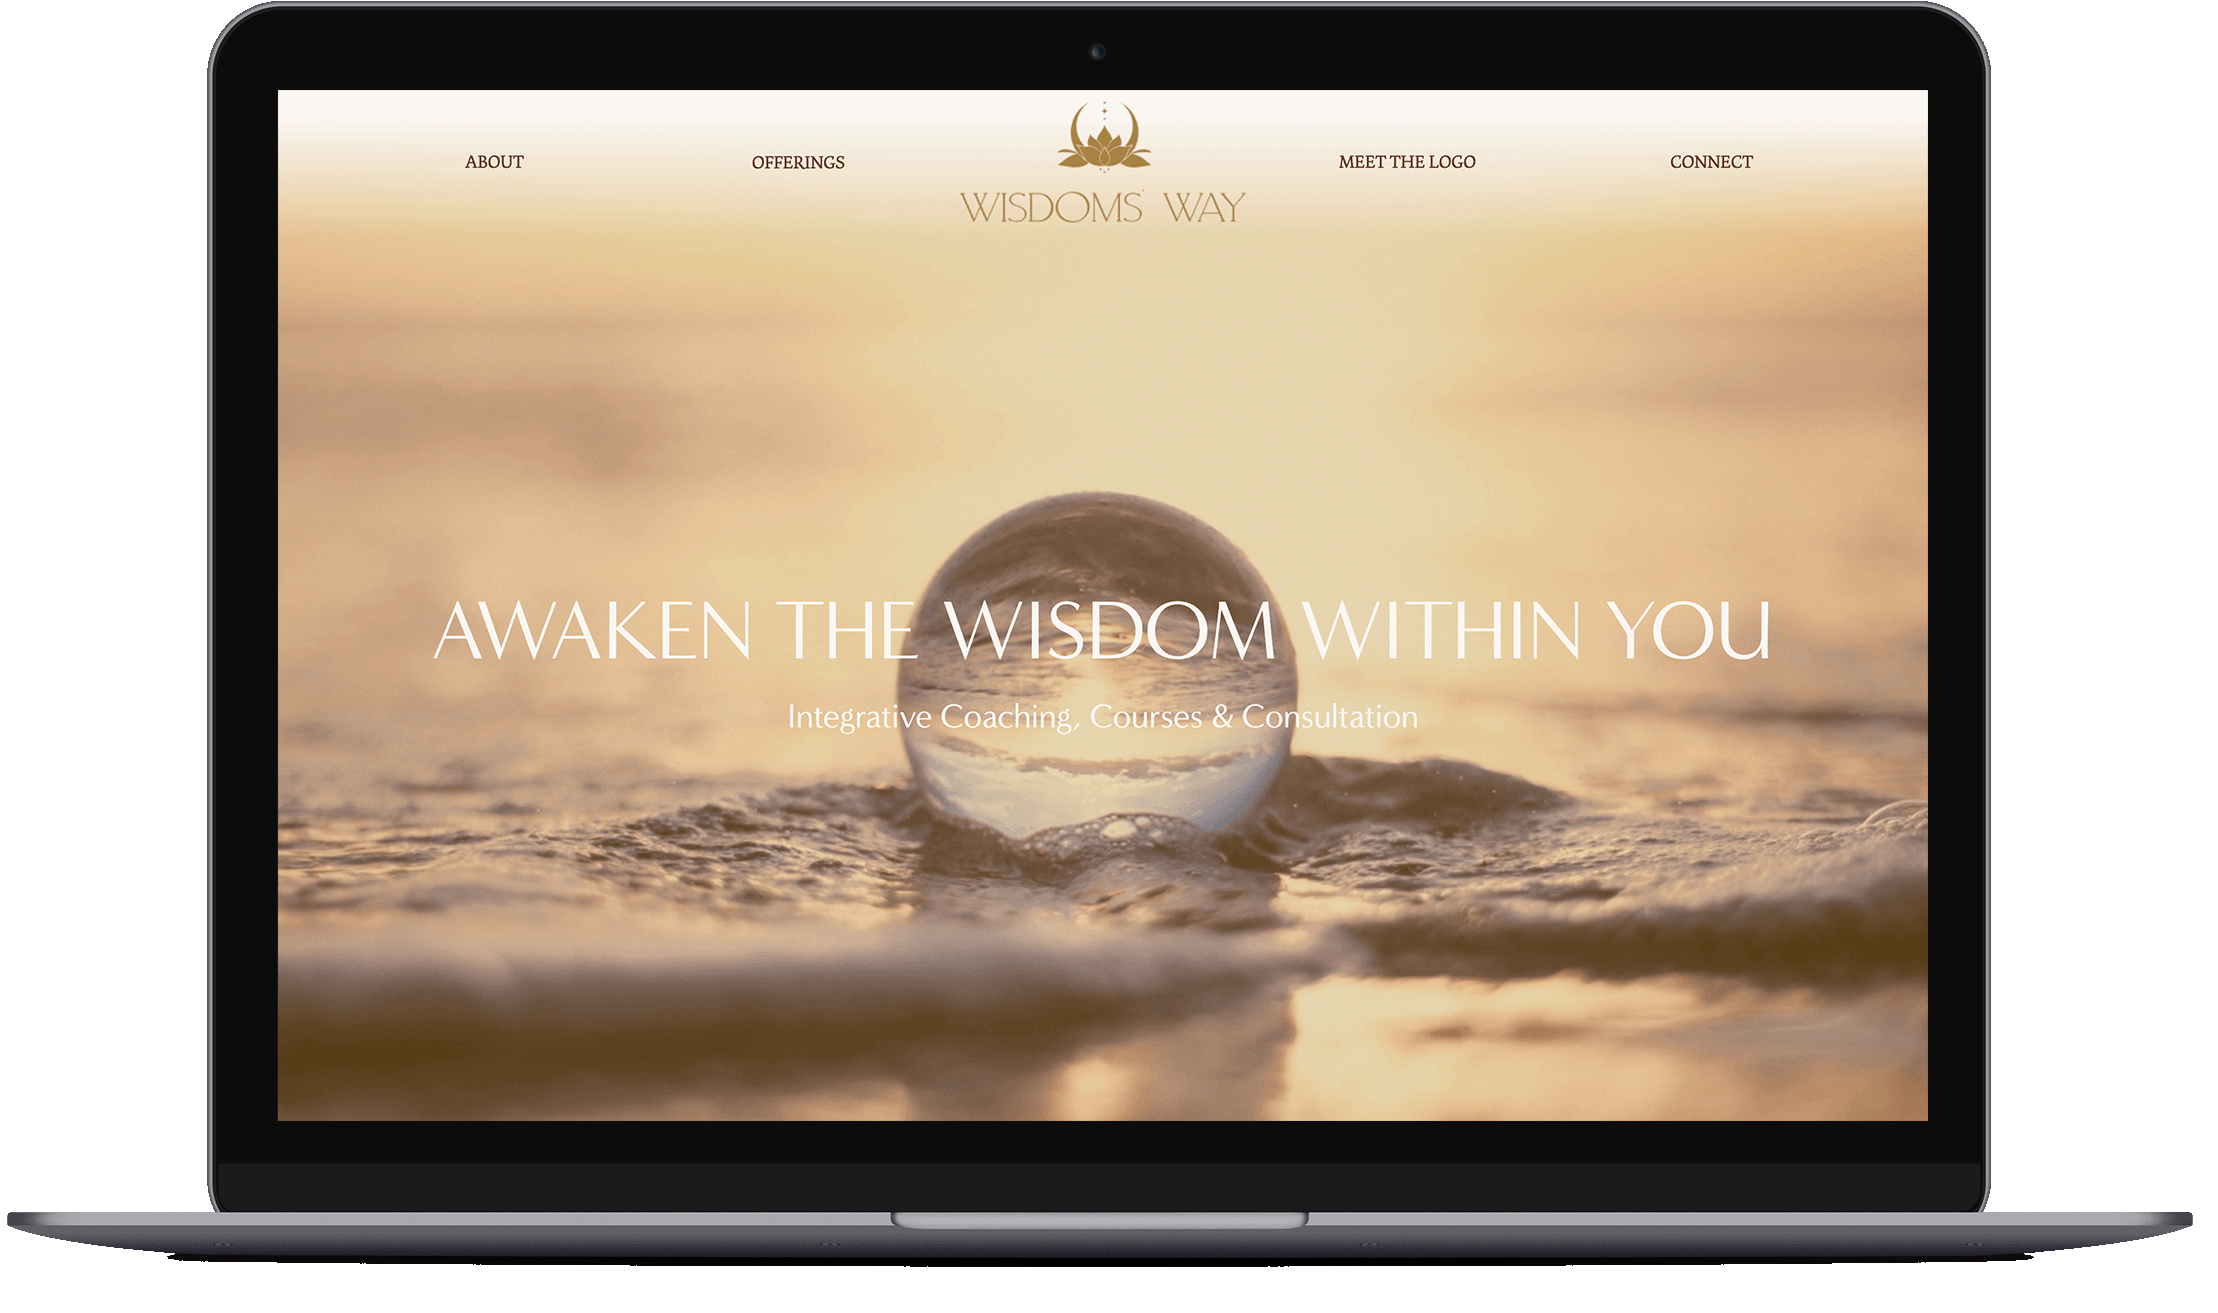 ABOUT
OFFERINGS
WISDOMS' WAY
MEET THE LOGO
CONNECT
AWAKEN THE WISDOM WITHIN YOU
Integrative Coaching, Courses & Consultation